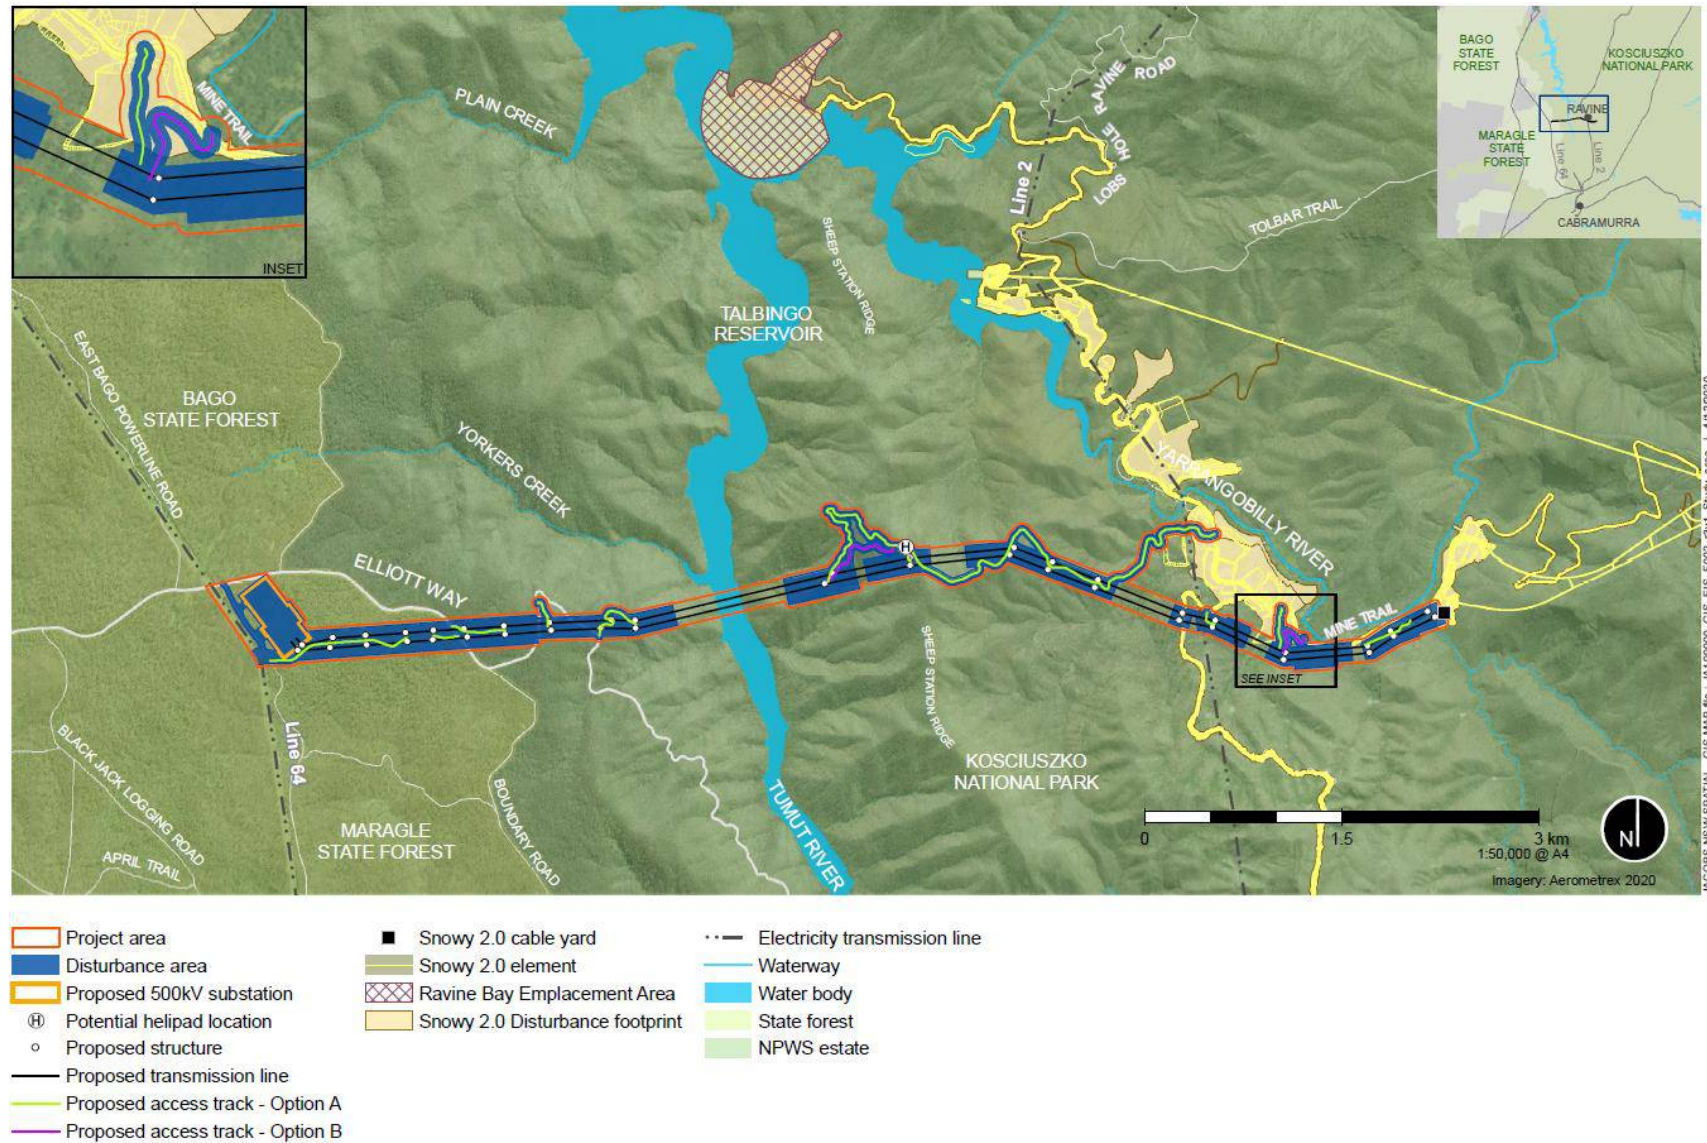 INSET
MINE TRAIL
PLAIN CREEK
RAVINE
ROAD
LOBS
HOLE RAVINE
ROAD
Line 2
TOLBAR TRAIL
SHEEP STATION RIDGE
TALBINGO
RESERVOIR
BAGO
STATE FOREST
KOSCIUSZKO
NATIONAL PARK
RAVINE
MARAGLE
STATE
FOREST
Line 64
Line 2
CABRAMURRA
EAST BAGO POWERLINE ROAD
BAGO
STATE FOREST
YORKERS CREEK
YARRANGOBILLY RIVER
ELLIOTT WAY
H
H
MINE TRAIL
SEE INSET
SHEEP STATION RIDGE
KOSCIUSZKO
NATIONAL PARK
Line 64
BLACK JACK LOGGING ROAD
APRIL TRAIL
MARAGLE
STATE FOREST
BOUNDARY ROAD
TUMUT RIVER
0 1.5 3 km
1:50,000 @ A4
Imagery: Aerometrex 2020
N
Project area
Disturbance area
Proposed 500kV substation
H Potential helipad location
Proposed structure
Proposed transmission line
Proposed access track - Option A
Proposed access track - Option B
Snowy 2.0 cable yard
Snowy 2.0 element
Ravine Bay Emplacement Area
Snowy 2.0 Disturbance footprint
Electricity transmission line
Waterway
Water body
State forest
NPWS estate